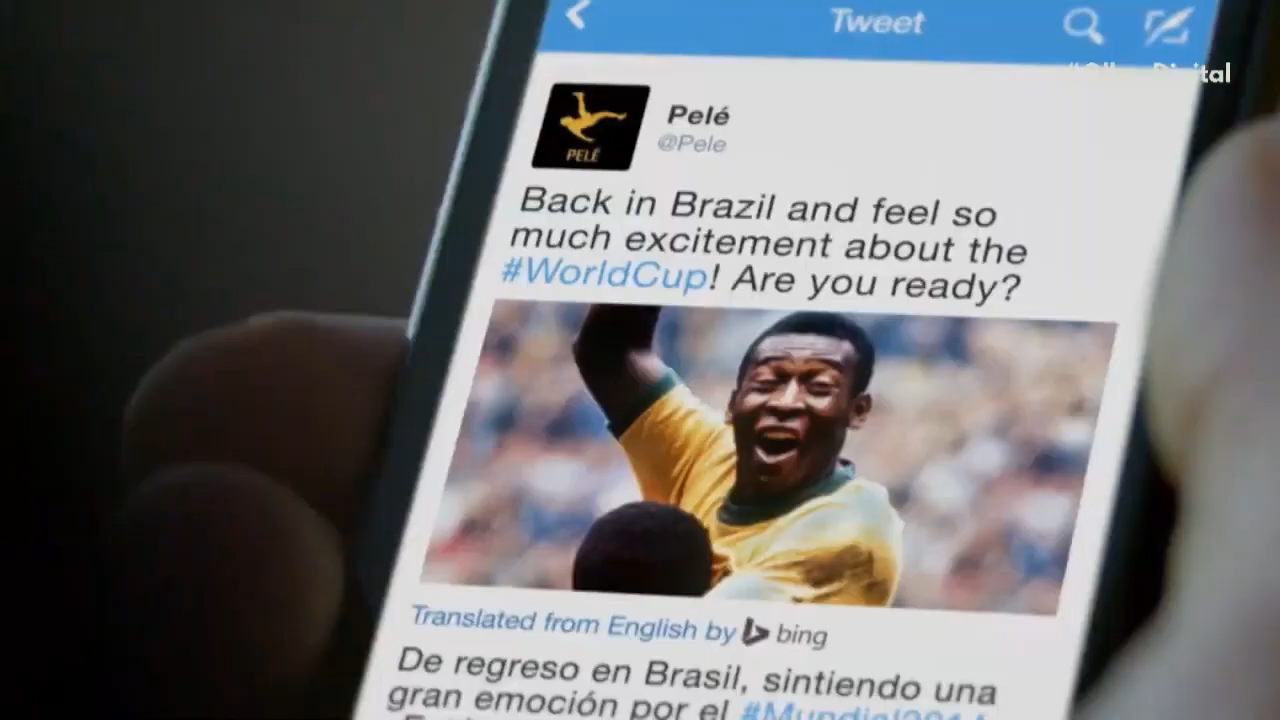 Tweet
PELÉ
Pelé
@Pele
Back in Brazil and feel so
much excitement about the
#WorldCup! Are you ready?
Translated from English by bing
De regreso en Brasil, sintiendo una
gran emoción por el